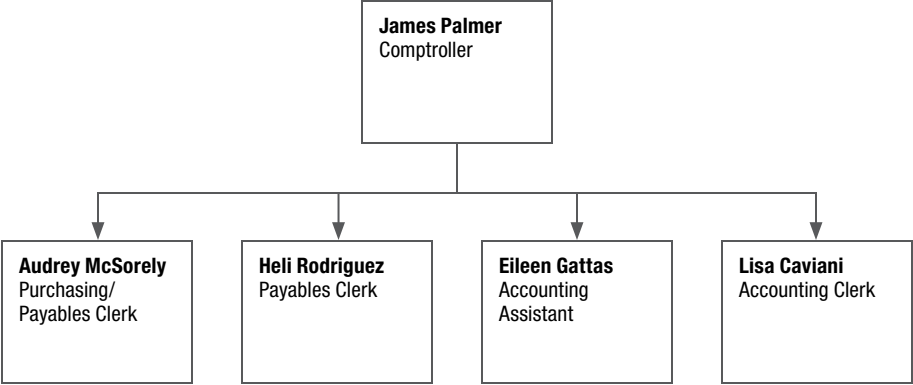 James Palmer
Comptroller
Audrey McSorely
Purchasing/
Payables Clerk
Heli Rodriguez
Payables Clerk
Eileen Gattas
Accounting
Assistant
Lisa Caviani
Accounting Clerk